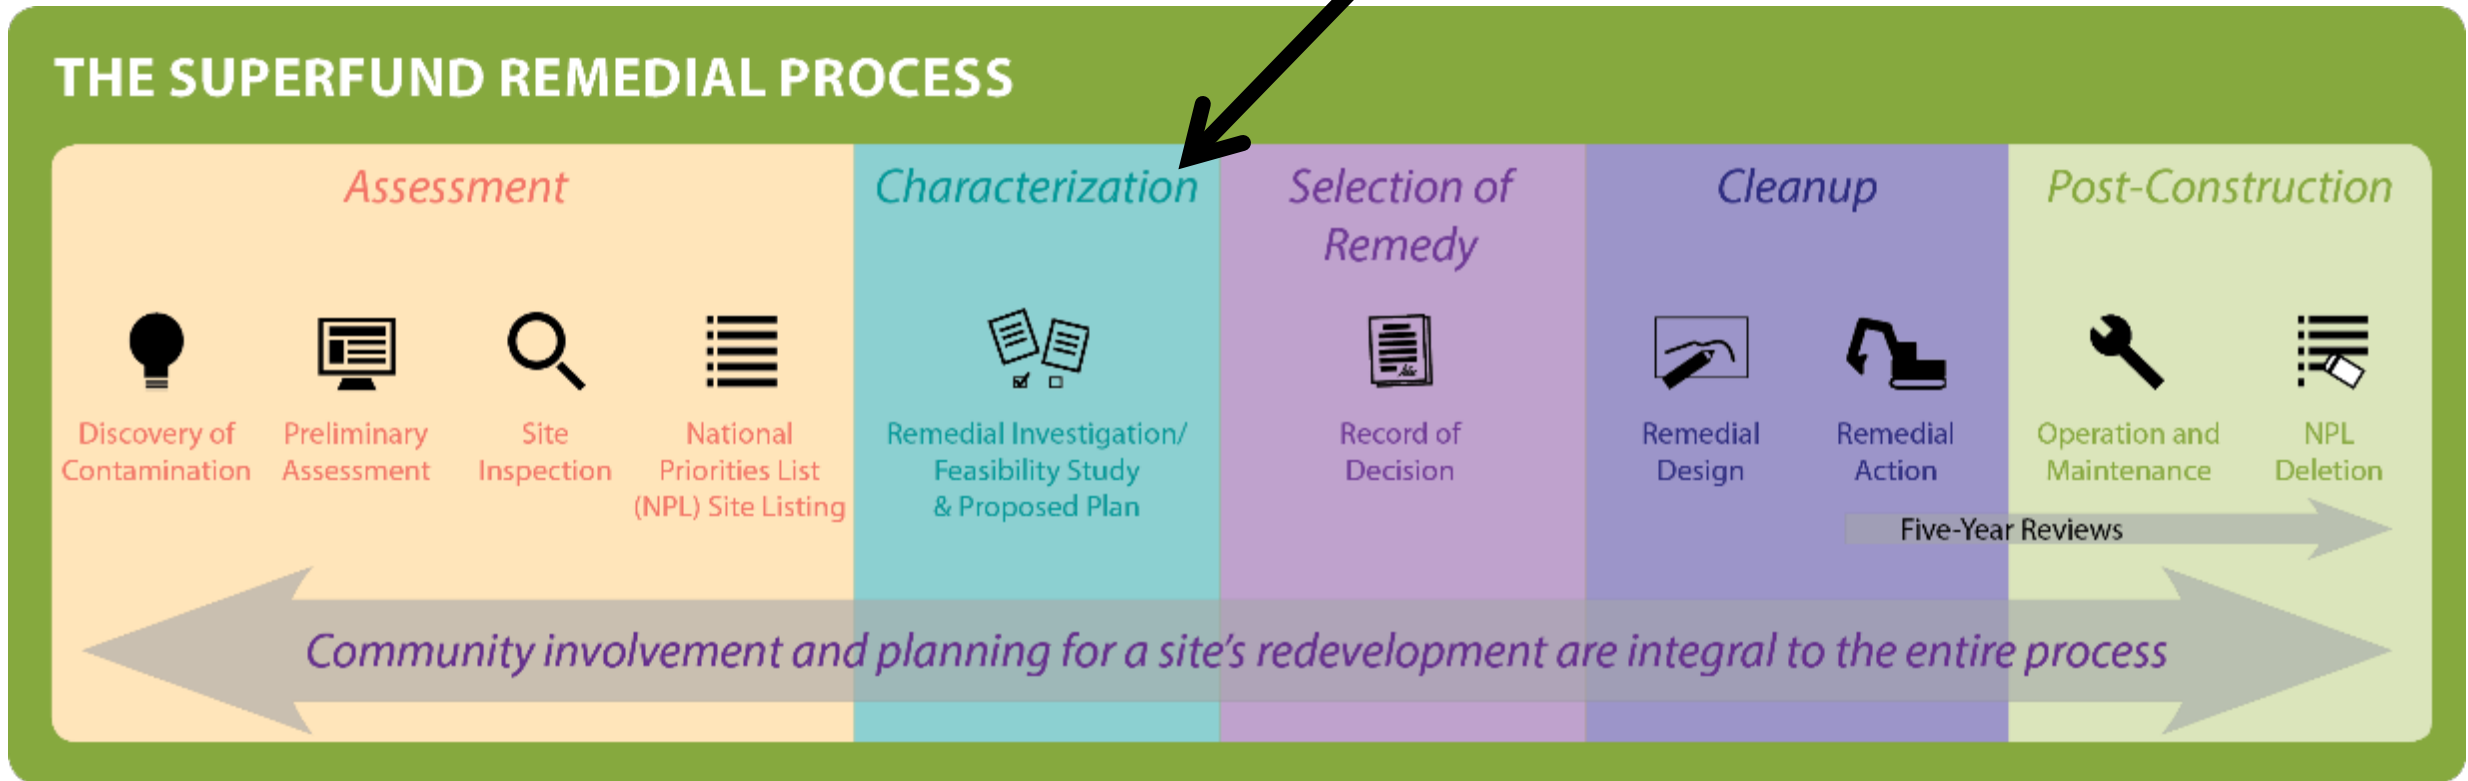 THE SUPERFUND REMEDIAL PROCESS
Assessment
Discovery of
Contamination
Preliminary
Assessment
Site
Inspection
National
Priorities List
(NPL) Site Listing
Characterization
Remedial Investigation/
Feasibility Study
& Proposed Plan
Selection of
Remedy
Record of
Decision
Cleanup
Remedial
Design
Remedial
Action
Post-Construction
Operation and
Maintenance
NPL
Deletion
Five-Year Reviews
Community involvement and planning for a site's redevelopment are integral to the entire process